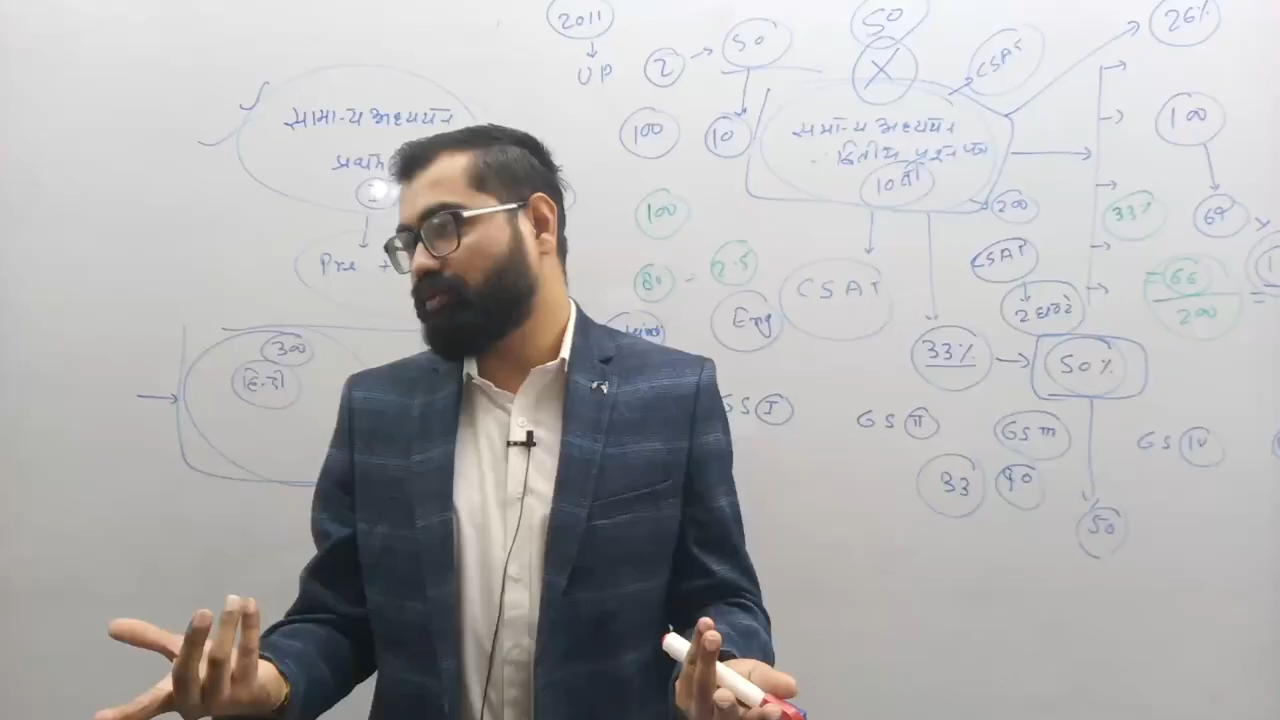 2011
UP
2
50
50
X
CSAT
26%
सामान्य अध्ययन
100
10
सामान्य अध्ययन
द्वितीय प्रश्न
10वीं
100
I
100
200
33%
69
Pre +
80 = 2.5
CSAT
Eng
CSAT
2 घण्टे
= 66
200
300
हिन्दी
33%
50%
GS I
GS II
GS III
GS IV
33
40
50